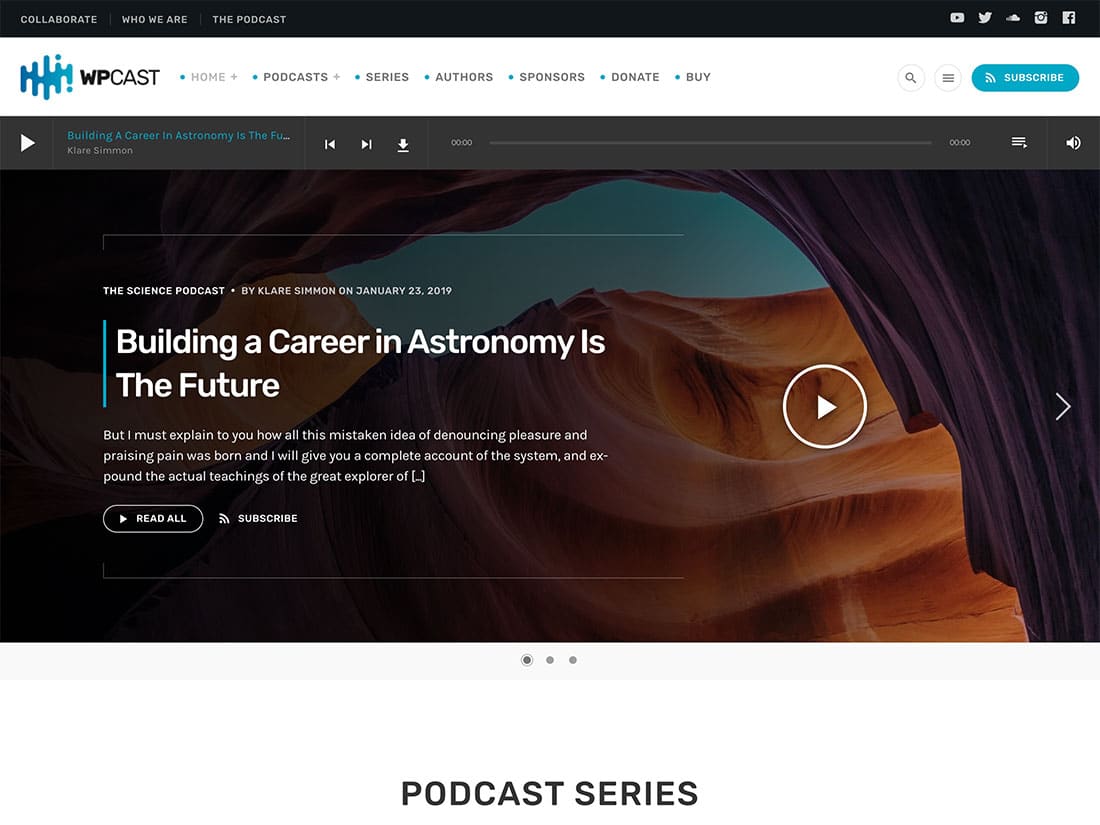 COLLABORATE WHO WE ARE THE PODCAST
WPCAST
HOME + PODCASTS + SERIES AUTHORS SPONSORS DONATE BUY
SUBSCRIBE
Building A Career In Astronomy Is The Fu...
Klare Simmon
00:00 00:00
THE SCIENCE PODCAST • BY KLARE SIMMON ON JANUARY 23, 2019
Building a Career in Astronomy Is
The Future
But I must explain to you how all this mistaken idea of denouncing pleasure and
praising pain was born and I will give you a complete account of the system, and ex-
pound the actual teachings of the great explorer of [...]
READ ALL SUBSCRIBE
PODCAST SERIES